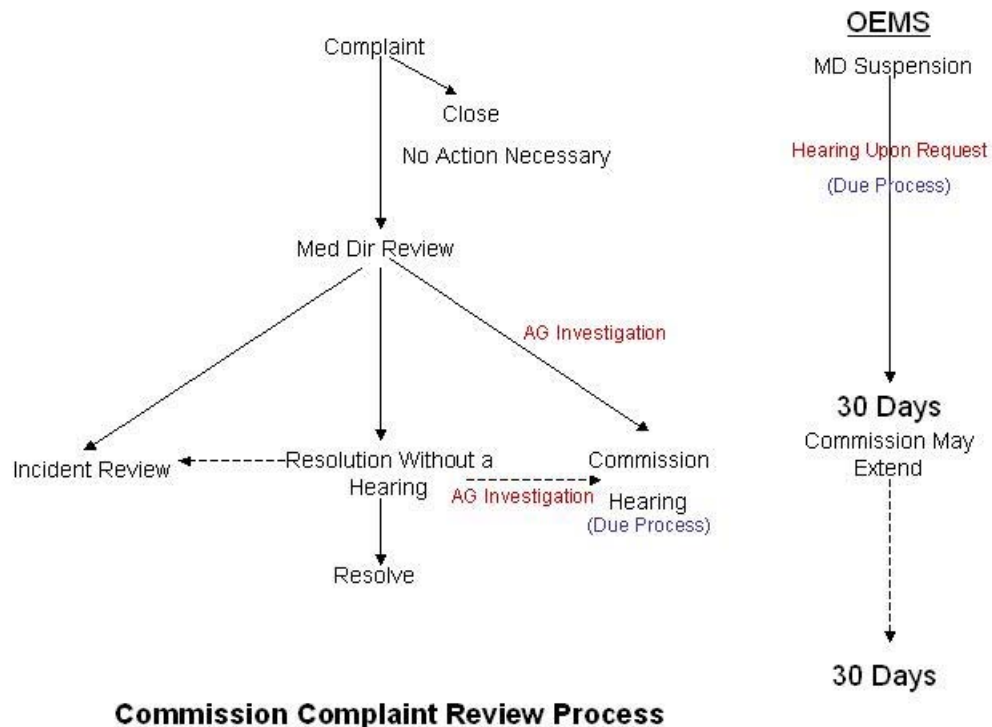 Complaint
Close
No Action Necessary
Med Dir Review
AG Investigation
Incident Review
Resolution Without a
Hearing
AG Investigation
Commission
Hearing
(Due Process)
Resolve
OEMS
MD Suspension
Hearing Upon Request
(Due Process)
30 Days
Commission May
Extend
30 Days
Commission Complaint Review Process